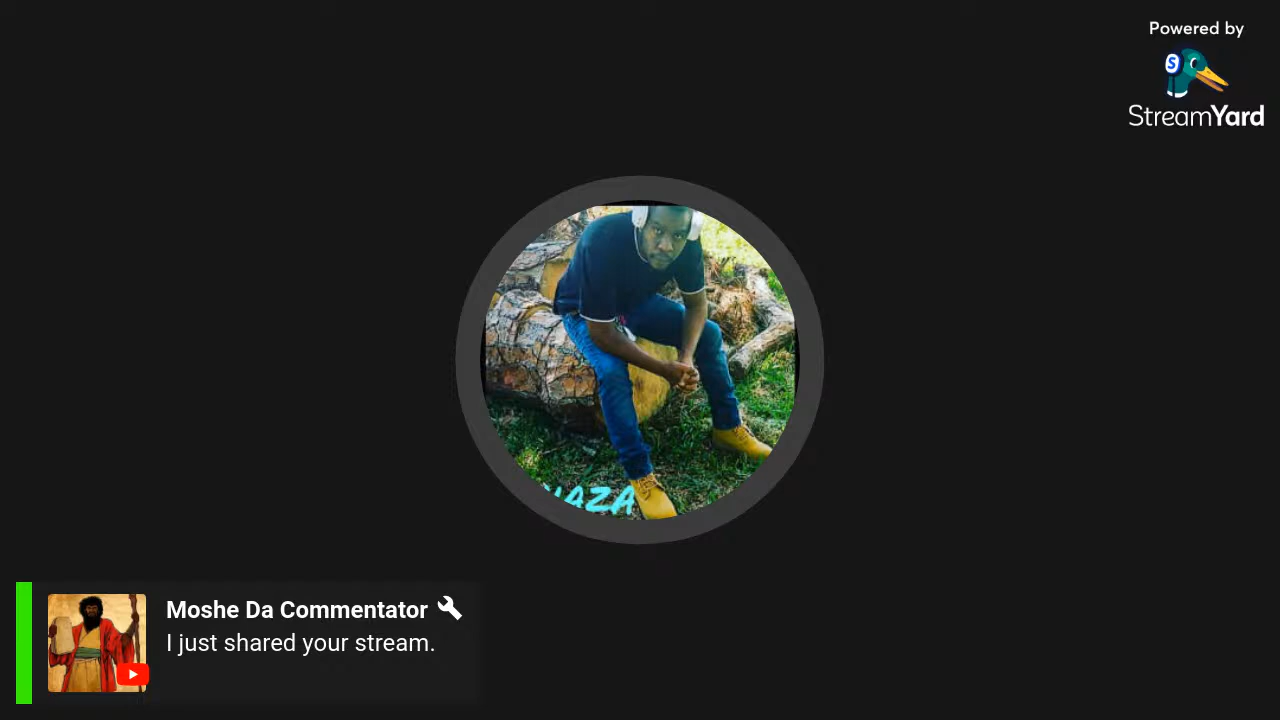 Powered by
StreamYard
Moshe Da Commentator
I just shared your stream.